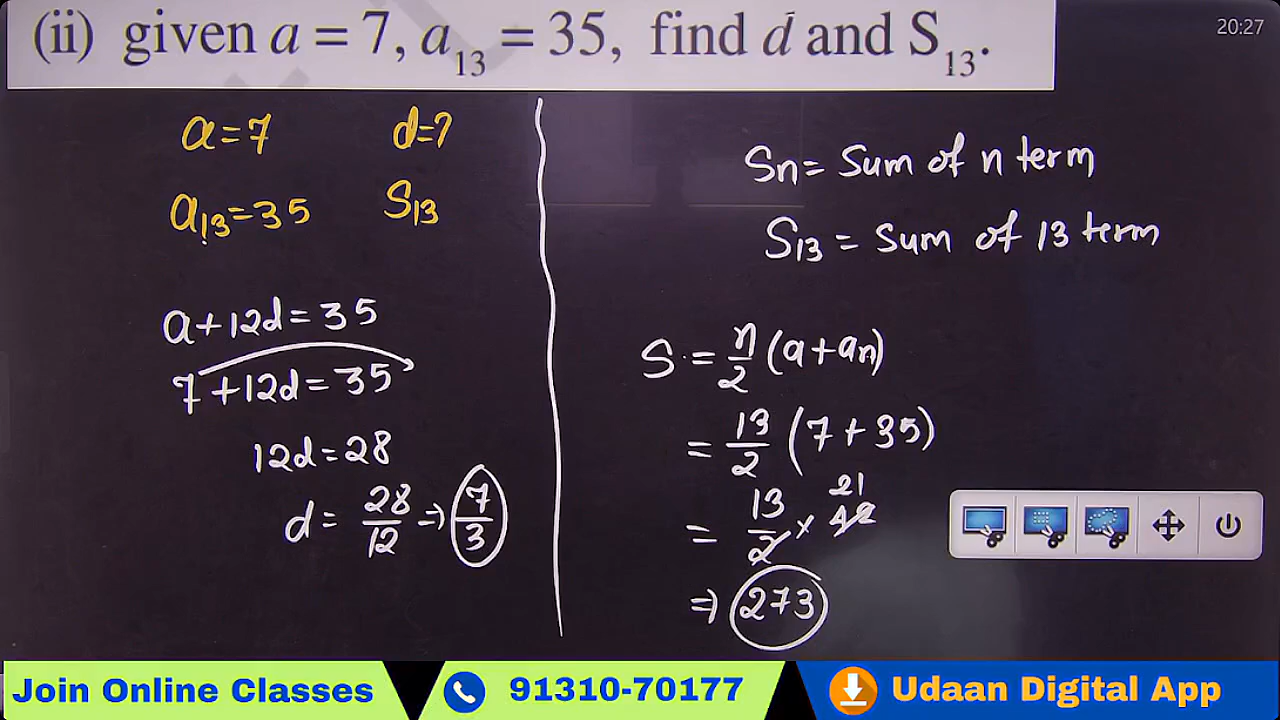 (ii) given a = 7, a₁₃ = 35, find d and S₁₃.
20:27
a=7
d=?
a₁₃=35
S₁₃
a+12d=35
7+12d=35
12d=28
d= 28/12 ⇒ 7/3
Sn= Sum of n term
S₁₃ = Sum of 13 term
S = n/2 (a+an)
= 13/2 (7+35)
= 13/2 × 42 21
⇒ 273
Join Online Classes
91310-70177
Udaan Digital App